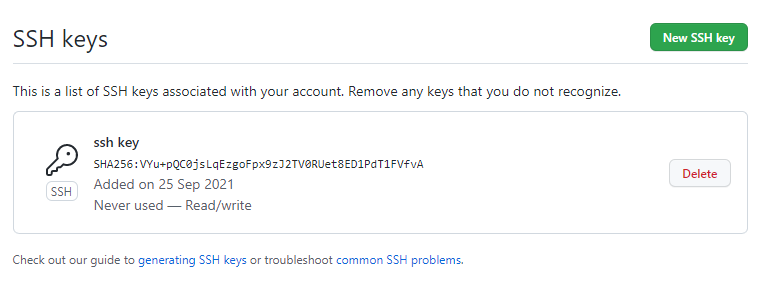 SSH keys
New SSH key
This is a list of SSH keys associated with your account. Remove any keys that you do not recognize.
ssh key
SHA256:VYu+pQC0jsLqEzgoFpx9zJ2TV0RUet8ED1PdT1FVfvA
Added on 25 Sep 2021
Never used — Read/write
SSH
Delete
Check out our guide to generating SSH keys or troubleshoot common SSH problems.